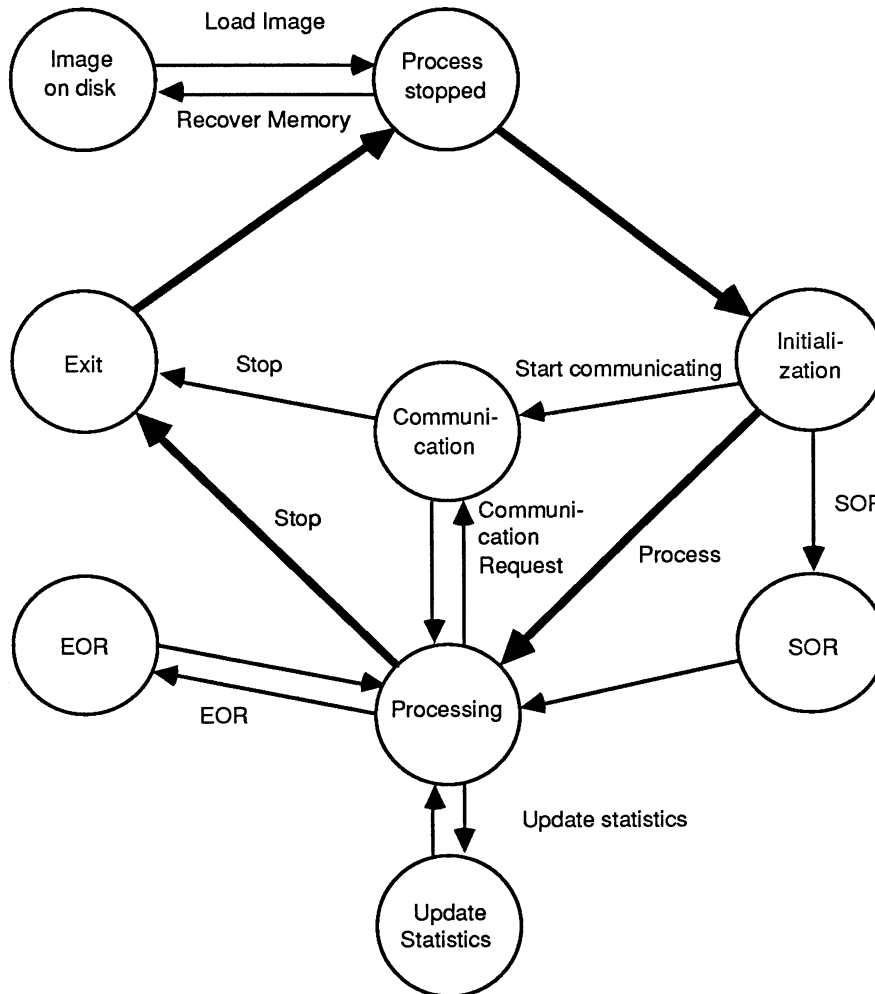 Load Image
Image
on disk
Process
stopped
Recover Memory
Exit
Stop
Communi-
cation
Start communicating
Initiali-
zation
Stop
Communi-
cation
Request
Process
SOR
EOR
SOR
EOR
Processing
Update statistics
Update
Statistics